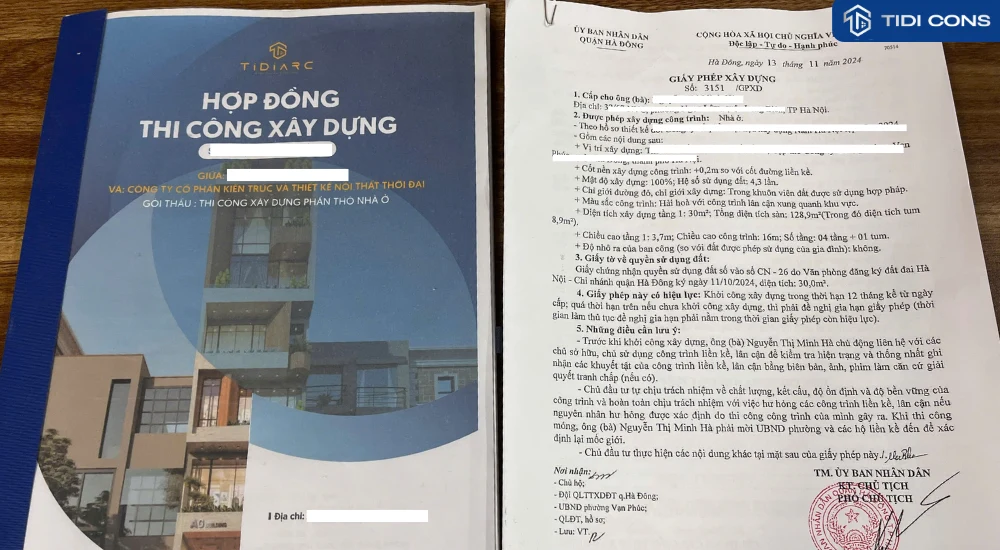 TIDIARC
HỢP ĐỒNG
THI CÔNG XÂY DỰNG
GIỮA:
VÀ: CÔNG TY CỔ PHẦN KIẾN TRÚC VÀ THIẾT KẾ NỘI THẤT THỜI ĐẠI
GÓI THẦU : THI CÔNG XÂY DỰNG PHẦN THÔ NHÀ Ở
Địa chỉ:
TIDI CONS
ỦY BAN NHÂN DÂN
QUẬN HÀ ĐÔNG
CỘNG HÒA XÃ HỘI CHỦ NGHĨA
Độc lập - Tự do - Hạnh phúc
Hà Đông, ngày 13 tháng 11 năm 2024
GIẤY PHÉP XÂY DỰNG
Số: 3151 /GPXD
1. Cấp cho ông (bà):
Địa chỉ: TP Hà Nội.
2. Được phép xây dựng công trình: Nhà ở.
- Theo hồ sơ thiết kế
- Gồm các nội dung sau:
+ Vị trí xây dựng:
+ Cốt nền xây dựng công trình: +0,2m so với cốt đường liền kề.
+ Mật độ xây dựng: 100%; Hệ số sử dụng đất: 4,3 lần.
+ Chỉ giới đường đỏ, chỉ giới xây dựng: Trong khuôn viên đất được sử dụng hợp pháp.
+ Màu sắc công trình: Hài hoà với công trình lân cận xung quanh khu vực.
+ Diện tích xây dựng tầng 1: 30m²; Tổng diện tích sàn: 128,9m²(Trong đó diện tích tum
8,9m²).
+ Chiều cao tầng 1: 3,7m; Chiều cao công trình: 16m; Số tầng: 04 tầng + 01 tum.
+ Độ nhô ra của ban công (so với đất được phép sử dụng của gia đình): không.
3. Giấy tờ về quyền sử dụng đất:
Giấy chứng nhận quyền sử dụng đất số vào sổ CN - 26 do Văn phòng đăng ký đất đai Hà
Nội - Chi nhánh quận Hà Đông ký ngày 11/10/2024, diện tích: 30,0m².
4. Giấy phép này có hiệu lực: Khởi công xây dựng trong thời hạn 12 tháng kể từ ngày
cấp; quá thời hạn trên nếu chưa khởi công xây dựng, thì phải đề nghị gia hạn giấy phép (thời
gian làm thủ tục đề nghị gia hạn phải nằm trong thời gian giấy phép còn hiệu lực).
5. Những điều cần lưu ý:
- Trước khi khởi công xây dựng, ông (bà) Nguyễn Thị Minh Hà chủ động liên hệ với các
chủ sở hữu, chủ sử dụng công trình liền kề, lân cận để kiểm tra hiện trạng và thống nhất ghi
nhận các khuyết tật của công trình liền kề, lân cận bằng biên bản, ảnh, phim làm căn cứ giải
quyết tranh chấp (nếu có).
- Chủ đầu tư tự chịu trách nhiệm về chất lượng, kết cấu, độ ổn định và độ bền vững của
công trình và hoàn toàn chịu trách nhiệm với việc hư hỏng các công trình liền kề, lân cận nếu
nguyên nhân hư hỏng được xác định do thi công công trình của mình gây ra. Khi thi công
móng, ông (bà) Nguyễn Thị Minh Hà phải mời UBND phường và các hộ liền kề đến để xác
định lại mốc giới.
- Chủ đầu tư thực hiện các nội dung khác tại mặt sau của giấy phép này./.
Nơi nhận:
- Chủ hộ;
- Đội QLTTXDĐT q.Hà Đông;
- UBND phường Vạn Phúc;
- QLĐT, hồ sơ;
- Lưu: VT.
TM. ỦY BAN NHÂN DÂN
KT. CHỦ TỊCH
PHÓ CHỦ TỊCH